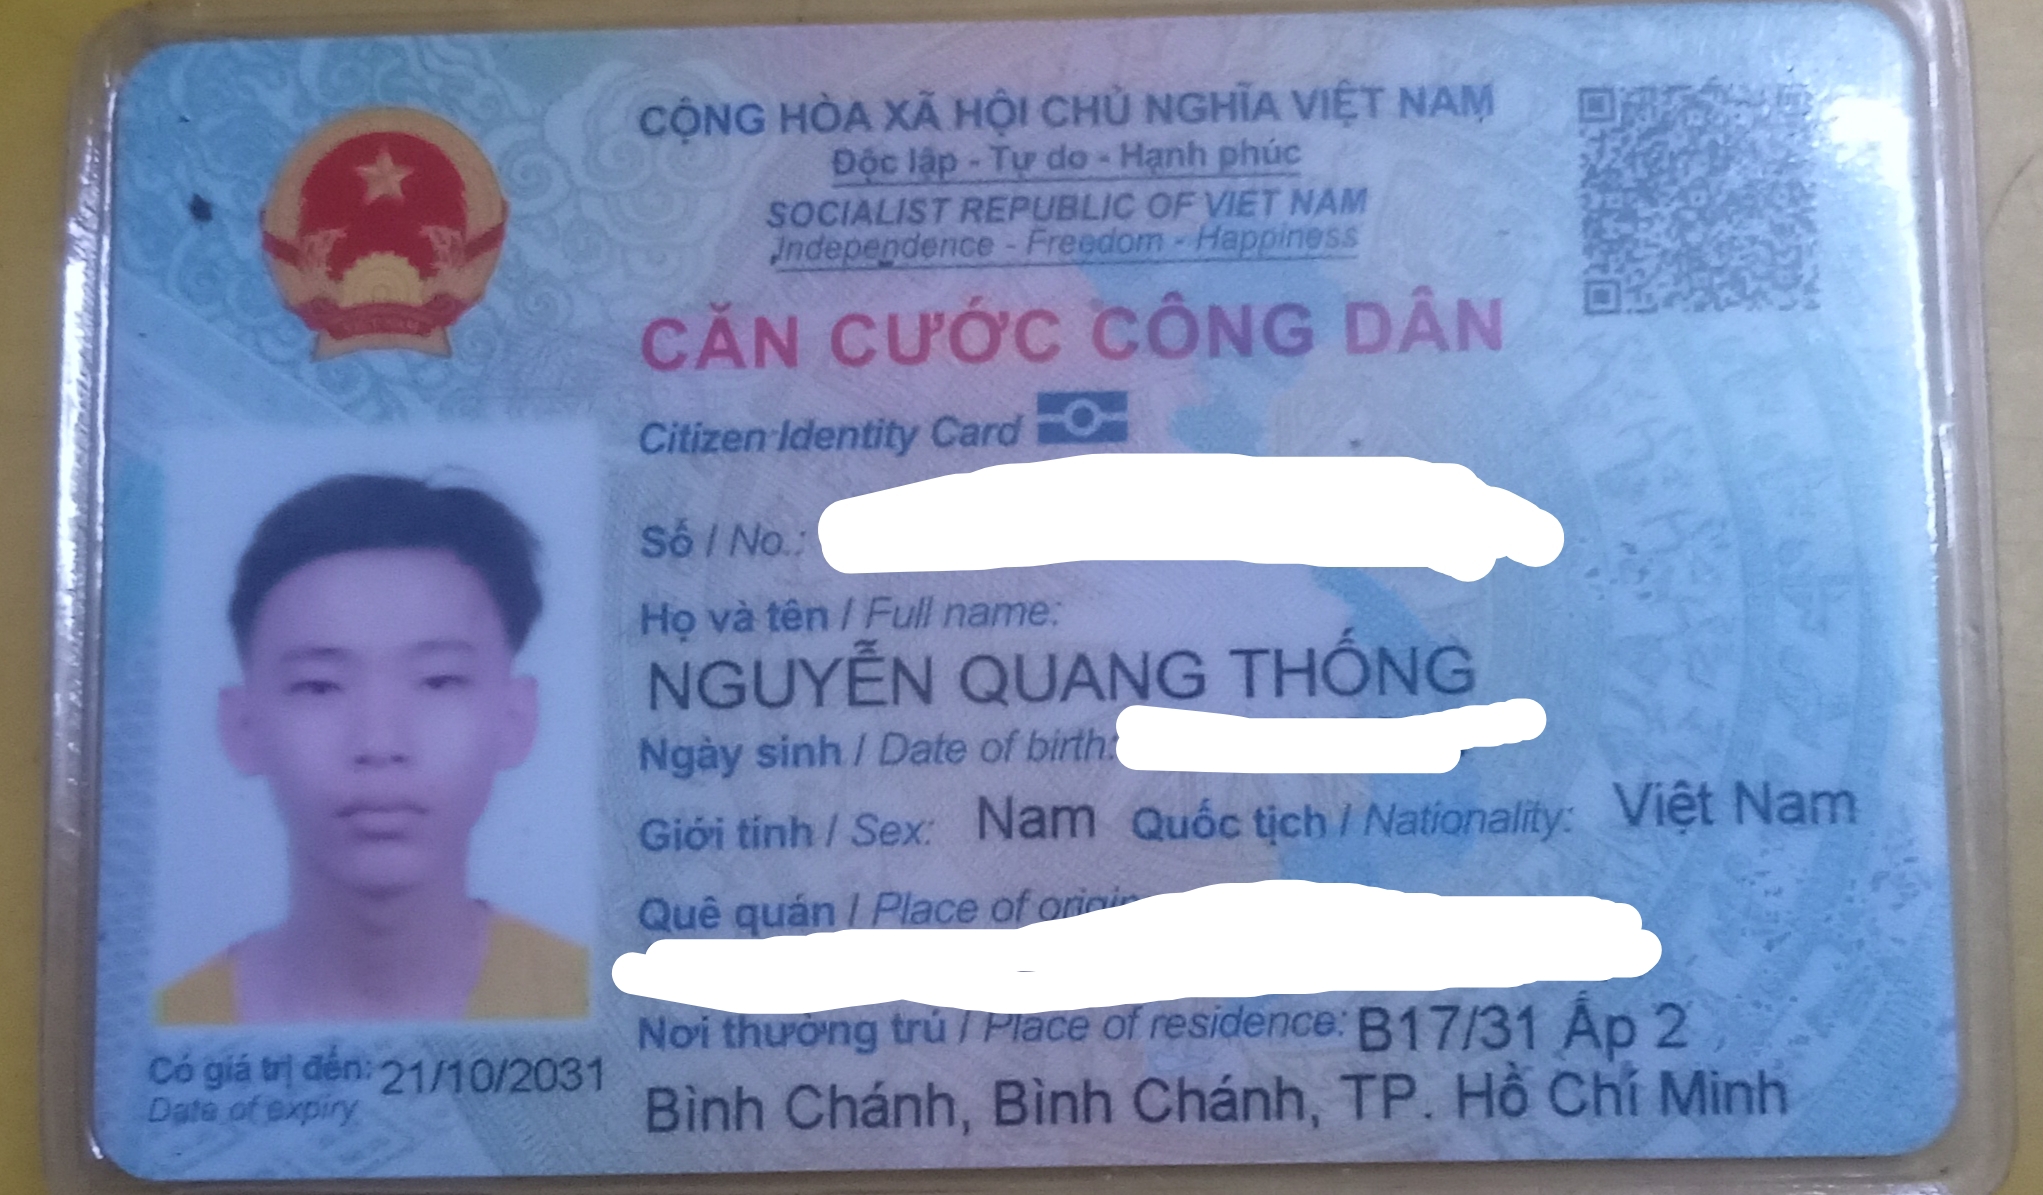 CỘNG HÒA XÃ HỘI CHỦ NGHĨA VIỆT NAM
Độc lập - Tự do - Hạnh phúc
SOCIALIST REPUBLIC OF VIET NAM
Independence - Freedom - Happiness
CĂN CƯỚC CÔNG DÂN
Citizen Identity Card
Số / No.:
Họ và tên / Full name:
NGUYỄN QUANG THỐNG
Ngày sinh / Date of birth:
Giới tính / Sex: Nam Quốc tịch / Nationality: Việt Nam
Quê quán / Place of origin
Nơi thường trú / Place of residence: B17/31 Ấp 2
Bình Chánh, Bình Chánh, TP. Hồ Chí Minh
Có giá trị đến: 21/10/2031
Date of expiry